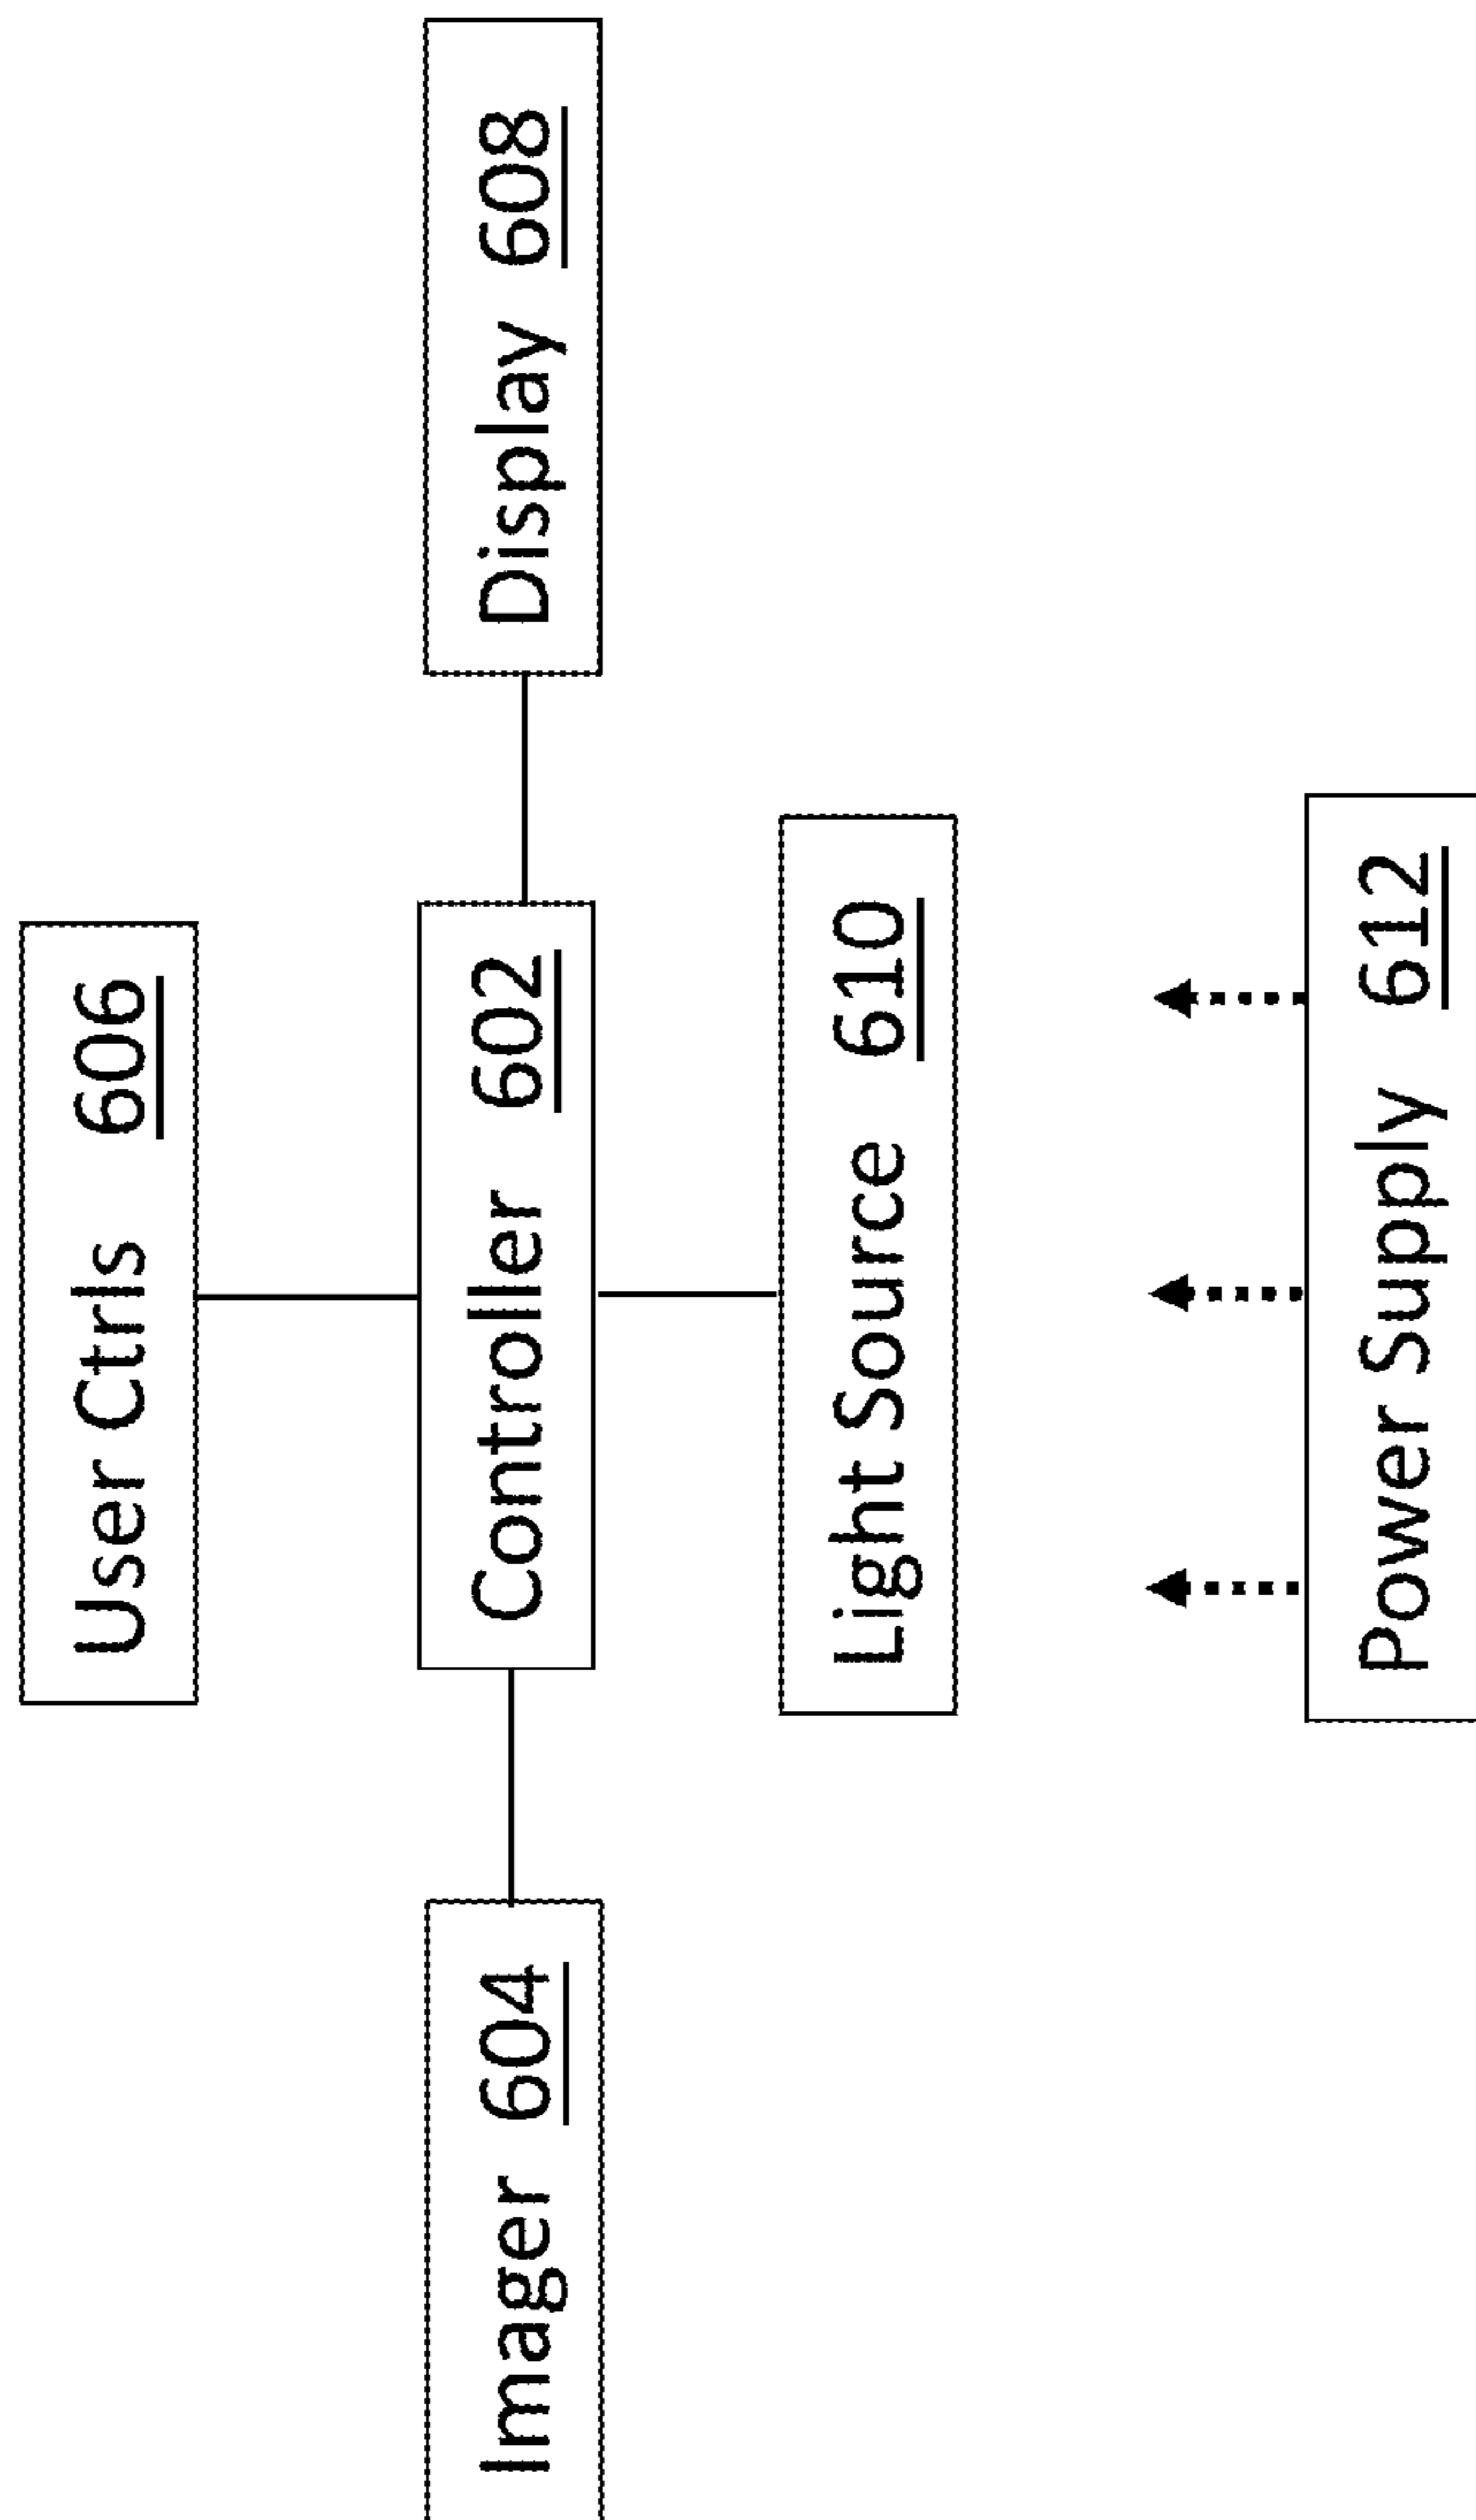 User Ctrls 606
Imager 604
Controller 602
Display 608
Light Source 610
Power Supply 612